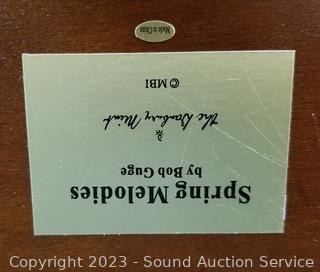 Spring Melodies
by Bob Guge
The Danbury Mint
© MBI
Made in China
Copyright 2023 - Sound Auction Service